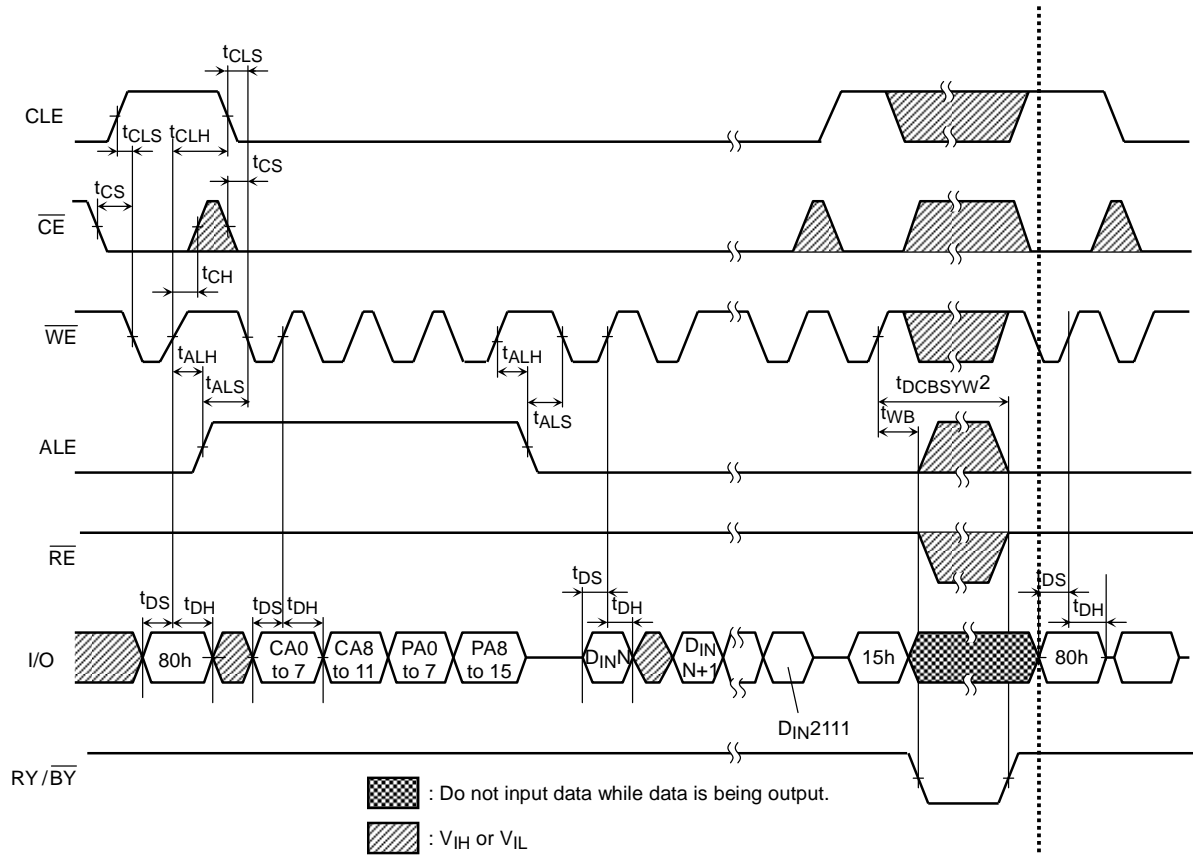 tCLS
CLE
tCLS
tCLH
tCS
tCS
CE
tCH
WE
tALH
tALH
tDCBSYW2
tALS
tALS
tWB
ALE
RE
tDS
tDS
tDH
tDS
tDH
tDH
tDS
tDH
I/O
80h
CA0 to 7
CA8 to 11
PA0 to 7
PA8 to 15
DINN
DIN N+1
15h
80h
DIN2111
RY/BY
: Do not input data while data is being output.
: VIH or VIL